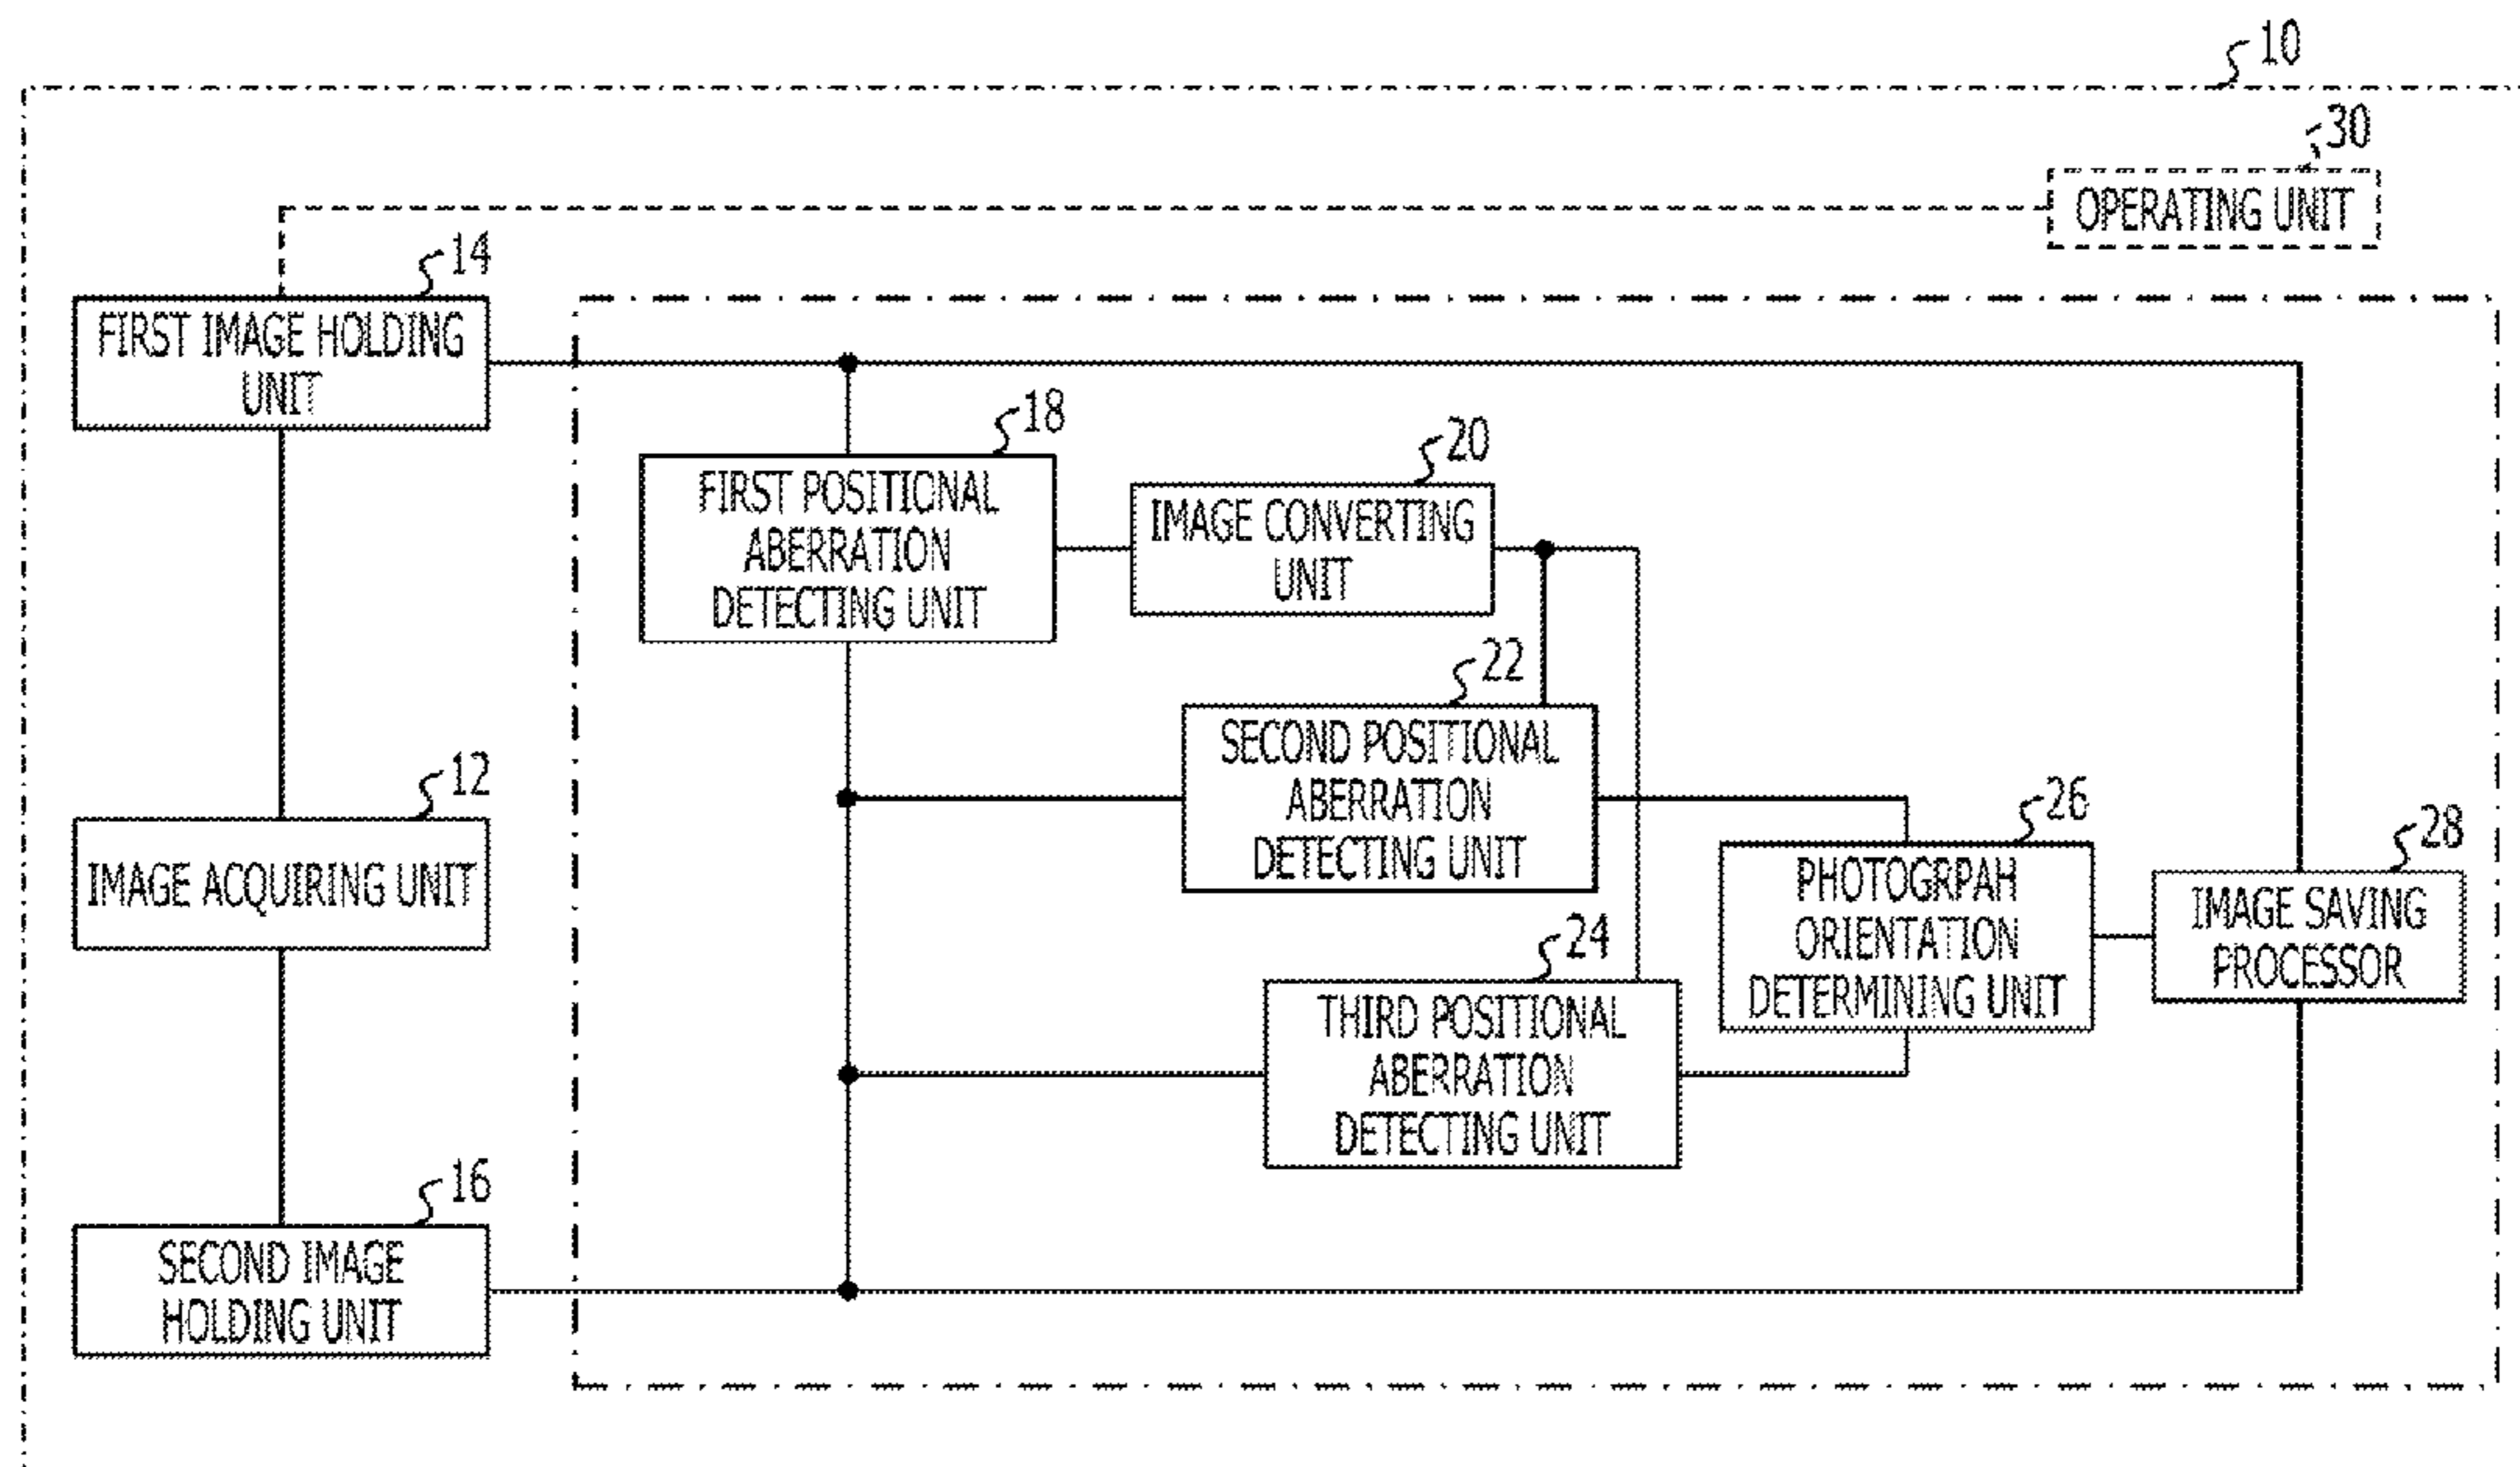 10
30
OPERATING UNIT
14
FIRST IMAGE HOLDING
UNIT
18
FIRST POSITIONAL
ABERRATION
DETECTING UNIT
20
IMAGE CONVERTING
UNIT
22
SECOND POSITIONAL
ABERRATION
DETECTING UNIT
12
IMAGE ACQUIRING UNIT
26
PHOTOGRPAH
ORIENTATION
DETERMINING UNIT
28
IMAGE SAVING
PROCESSOR
24
THIRD POSITIONAL
ABERRATION
DETECTING UNIT
16
SECOND IMAGE
HOLDING UNIT